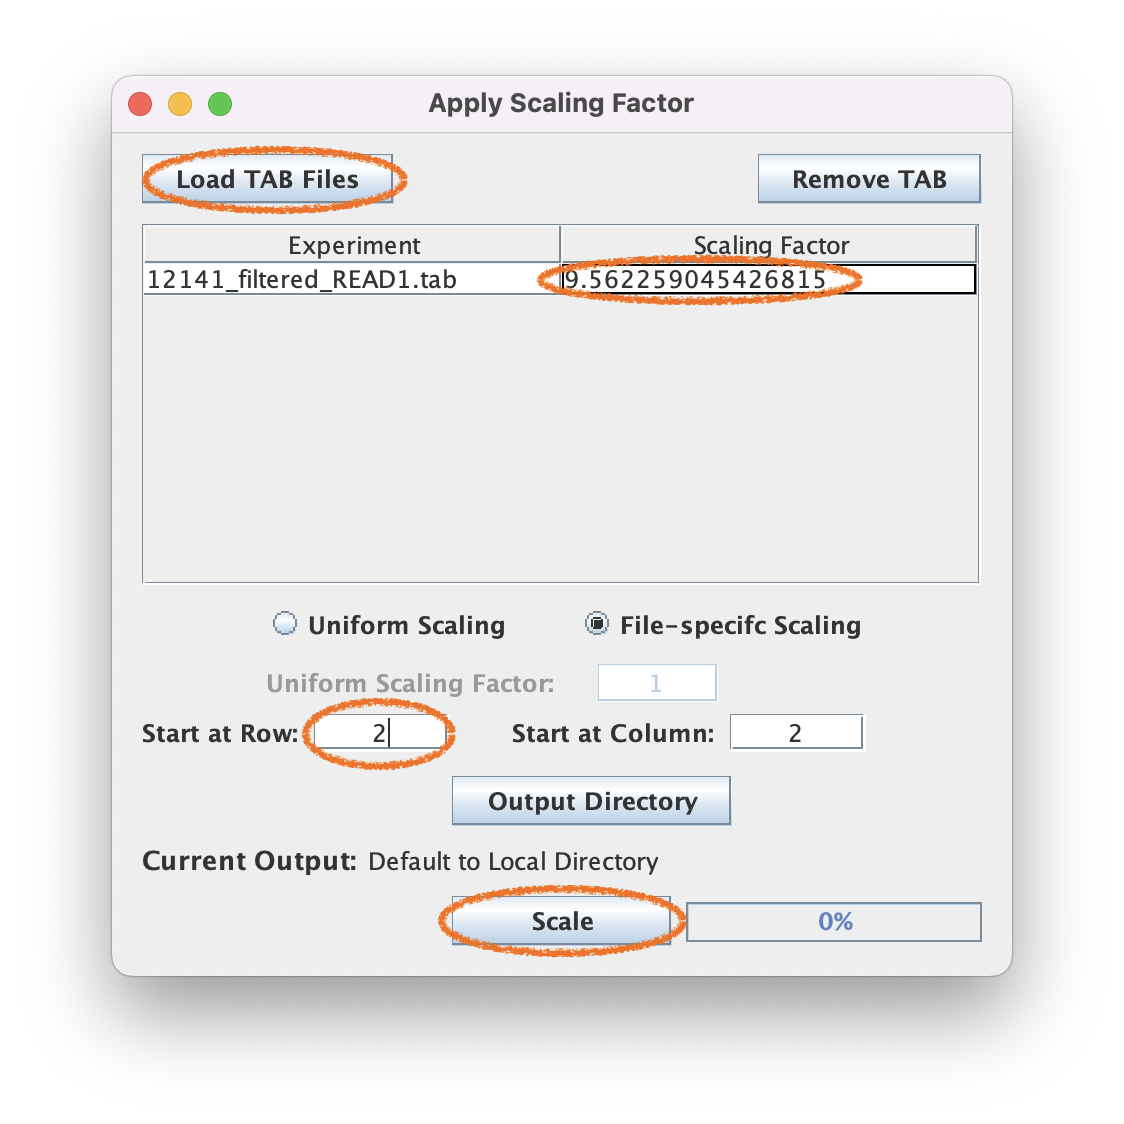 Apply Scaling Factor
Load TAB Files Remove TAB
Experiment Scaling Factor
12141_filtered_READ1.tab 9.562259045426815
Uniform Scaling File-specifc Scaling
Uniform Scaling Factor: 1
Start at Row: 2 Start at Column: 2
Output Directory
Current Output: Default to Local Directory
Scale 0%